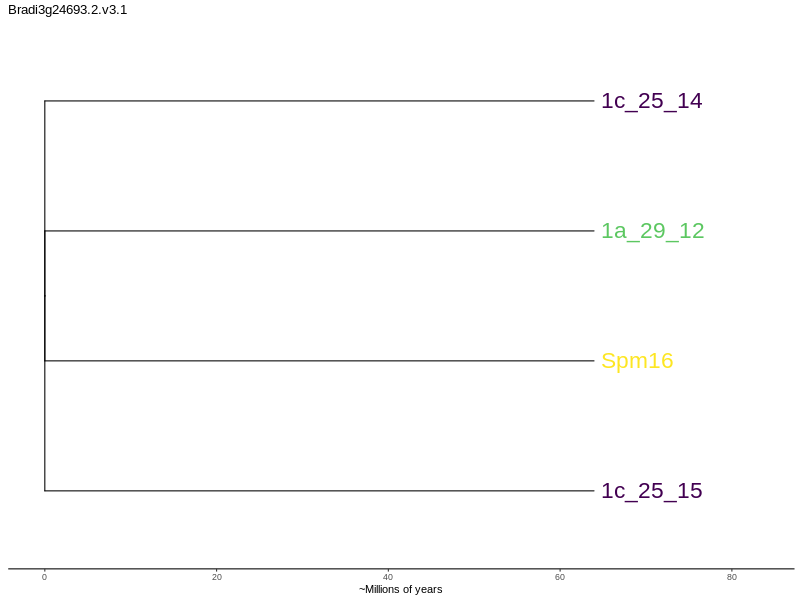 Bradi3g24693.2.v3.1
1c_25_14
1a_29_12
Spm16
1c_25_15
0 20 40 60 80
~Millions of years